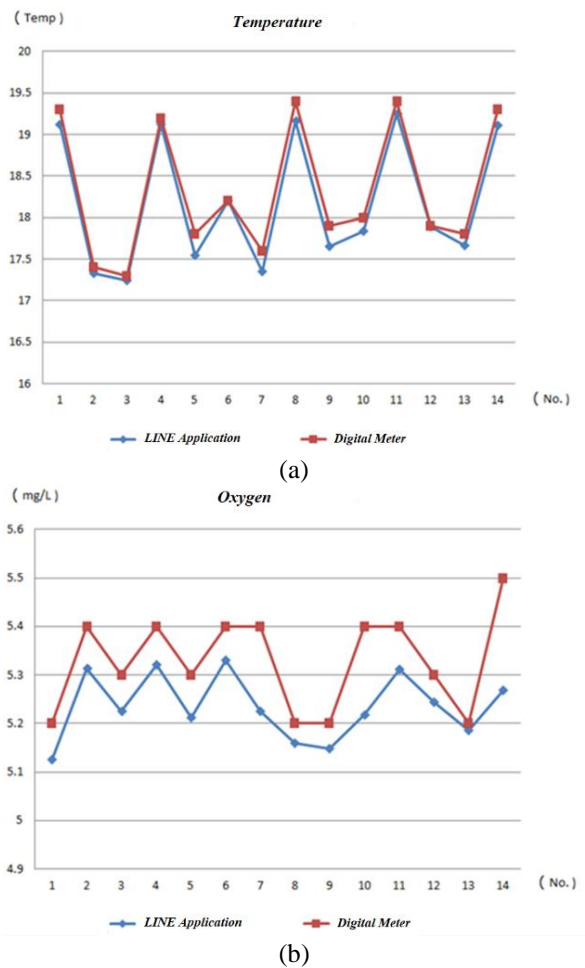 ( Temp )
Temperature
20
19.5
19
18.5
18
17.5
17
16.5
16
1 2 3 4 5 6 7 8 9 10 11 12 13 14
( No. )
LINE Application Digital Meter
(a)
( mg/L )
Oxygen
5.6
5.5
5.4
5.3
5.2
5.1
5
4.9
1 2 3 4 5 6 7 8 9 10 11 12 13 14
( No. )
LINE Application Digital Meter
(b)